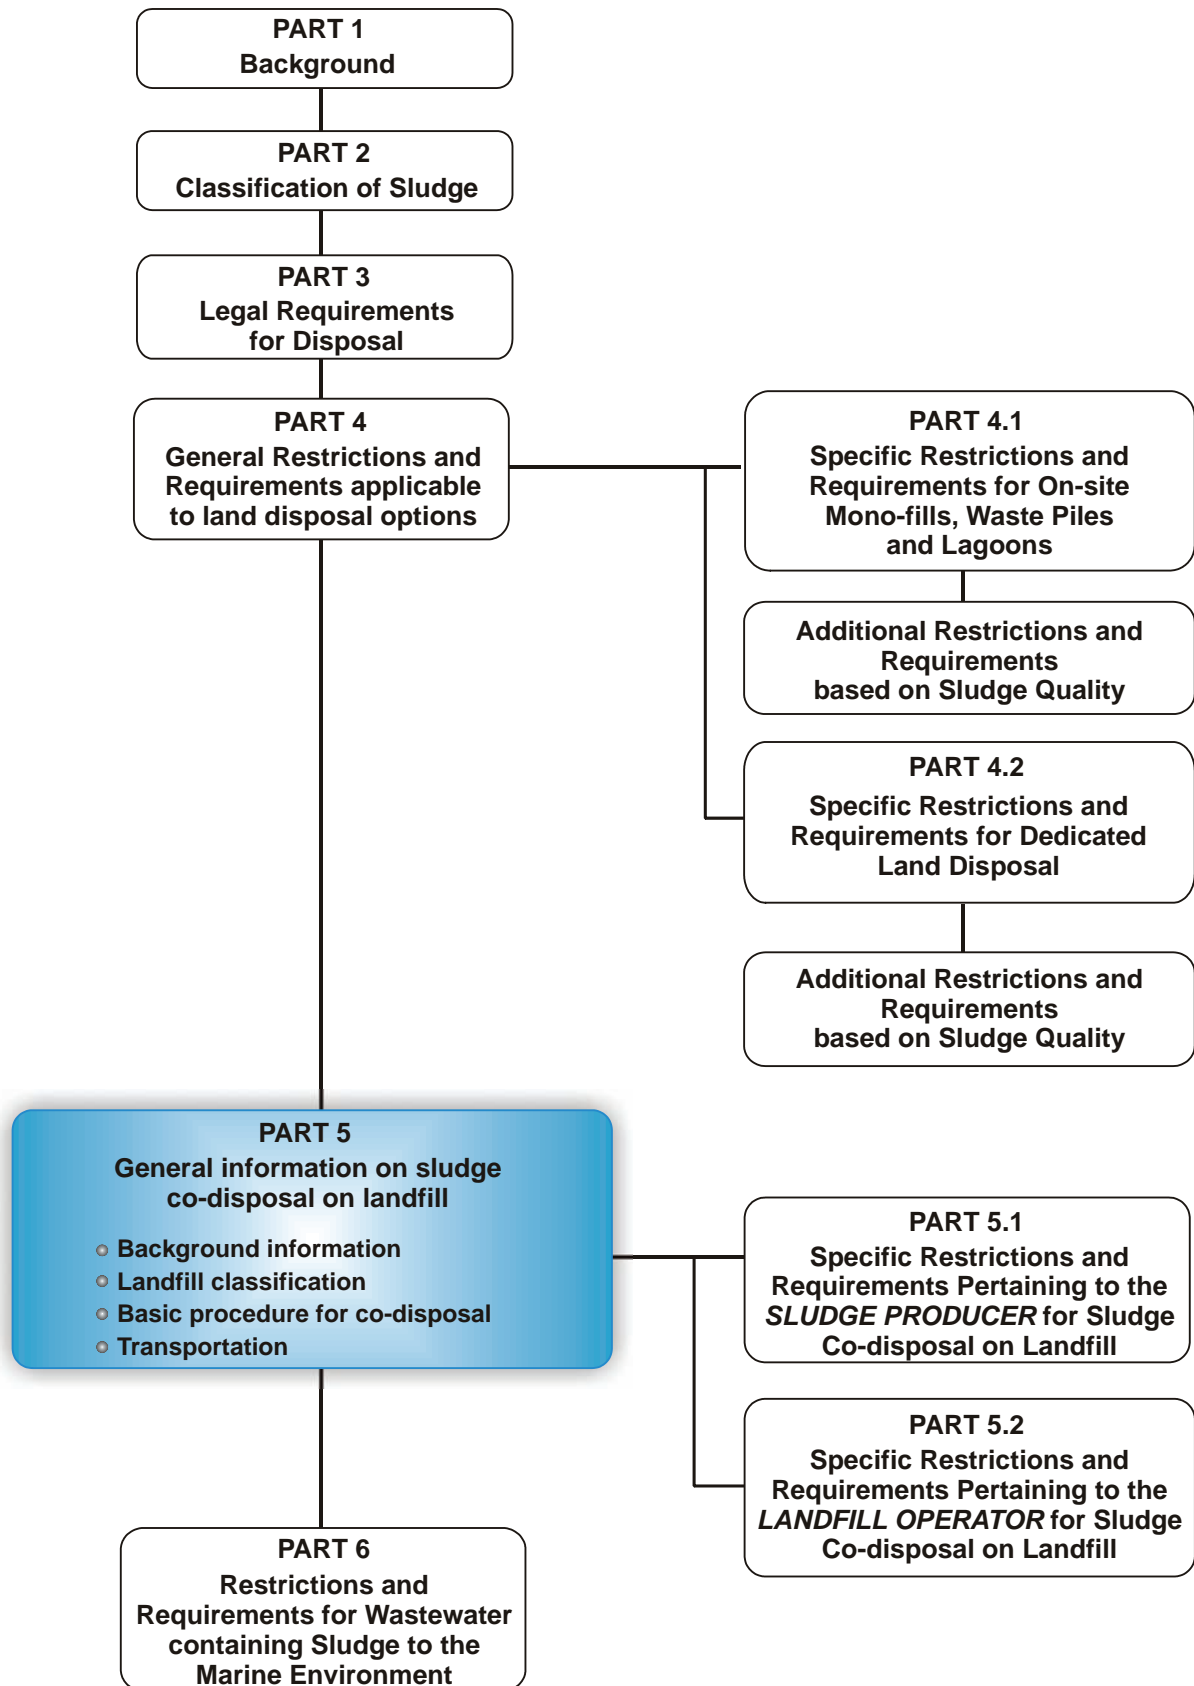 PART 1
Background
PART 2
Classification of Sludge
PART 3
Legal Requirements
for Disposal
PART 4
General Restrictions and
Requirements applicable
to land disposal options
PART 4.1
Specific Restrictions and
Requirements for On-site
Mono-fills, Waste Piles
and Lagoons
Additional Restrictions and
Requirements
based on Sludge Quality
PART 4.2
Specific Restrictions and
Requirements for Dedicated
Land Disposal
Additional Restrictions and
Requirements
based on Sludge Quality
PART 5
General information on sludge
co-disposal on landfill
Background information
Landfill classification
Basic procedure for co-disposal
Transportation
PART 5.1
Specific Restrictions and
Requirements Pertaining to the
SLUDGE PRODUCER for Sludge
Co-disposal on Landfill
PART 5.2
Specific Restrictions and
Requirements Pertaining to the
LANDFILL OPERATOR for Sludge
Co-disposal on Landfill
PART 6
Restrictions and
Requirements for Wastewater
containing Sludge to the
Marine Environment